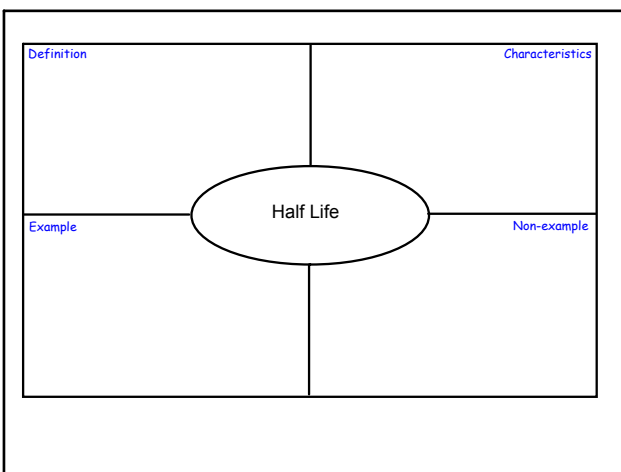 Definition
Characteristics
Half Life
Example
Non-example